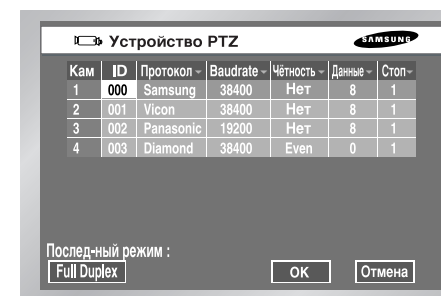 Устройство PTZ SAMSUNG
Кам ID Протокол Baudrate Чётность Данные Стоп
1 000 Samsung 38400 Нет 8 1
2 001 Vicon 38400 Нет 8 1
3 002 Panasonic 19200 Нет 8 1
4 003 Diamond 38400 Even 0 1
Послед-ный режим :
Full Duplex OK Отмена